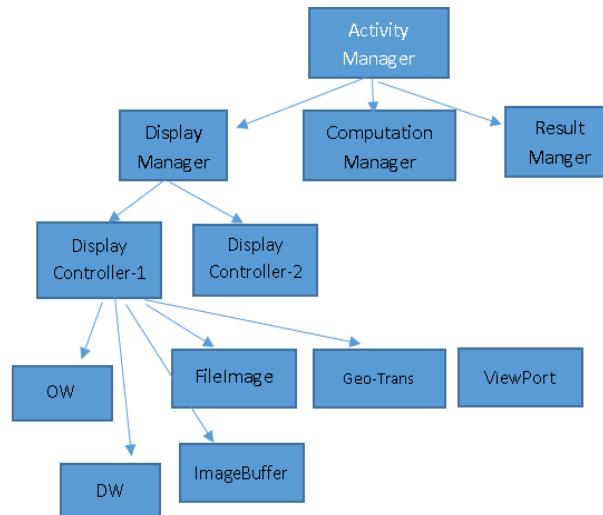 Activity
Manager
Display
Manager
Computation
Manager
Result
Manger
Display
Controller-1
Display
Controller-2
OW
FileImage
Geo-Trans
ViewPort
DW
ImageBuffer